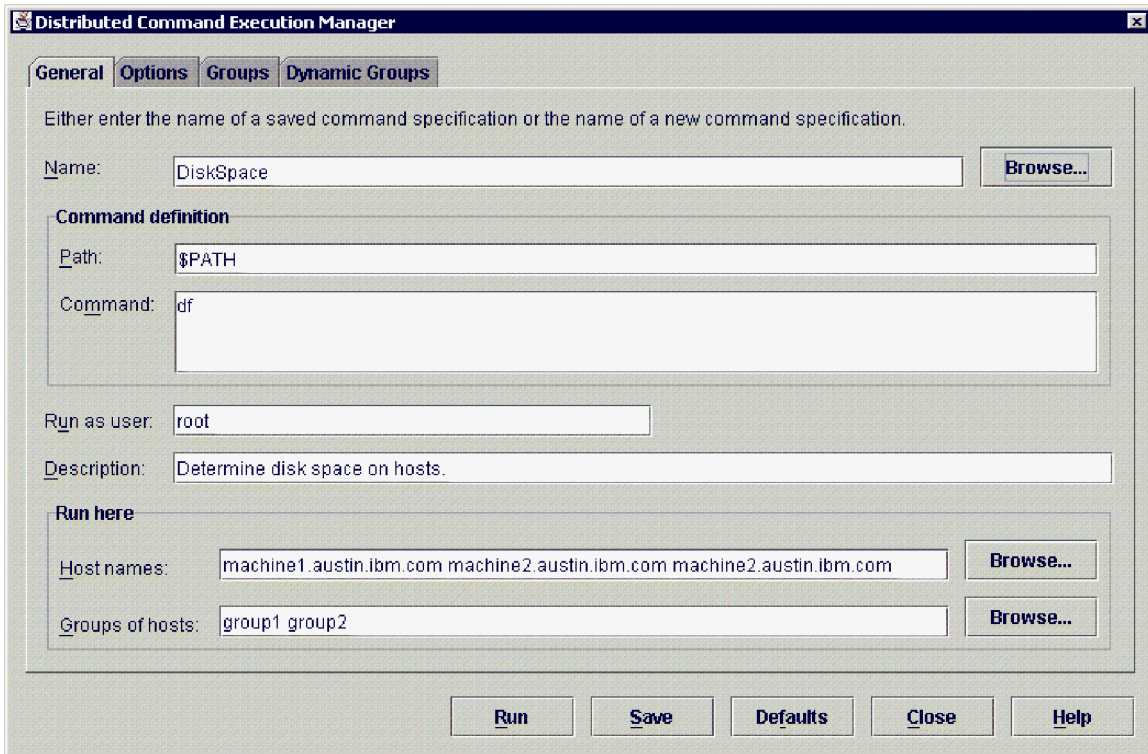 Distributed Command Execution Manager
General Options Groups Dynamic Groups
Either enter the name of a saved command specification or the name of a new command specification.
Name: DiskSpace Browse...
Command definition
Path: $PATH
Command: df
Run as user: root
Description: Determine disk space on hosts.
Run here
Host names: machine1.austin.ibm.com machine2.austin.ibm.com machine2.austin.ibm.com Browse...
Groups of hosts: group1 group2 Browse...
Run Save Defaults Close Help